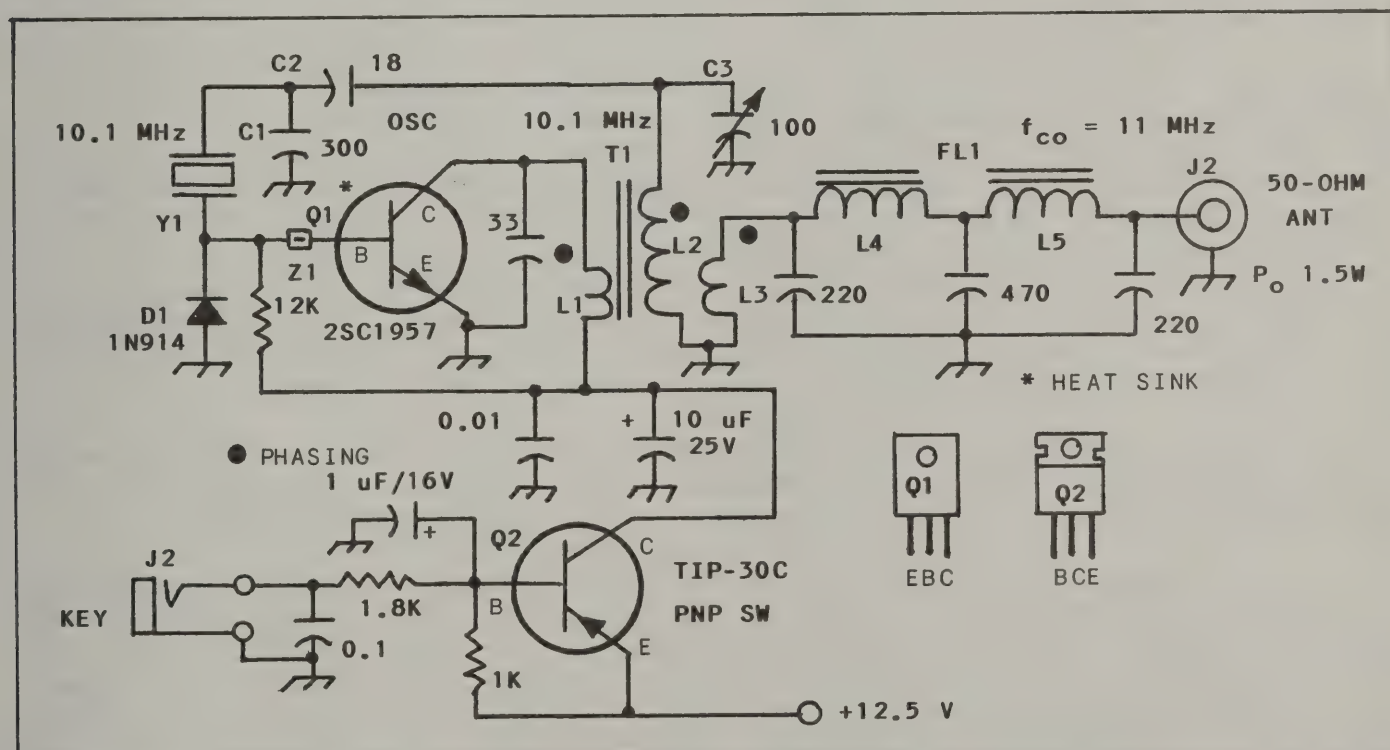 C2
18
C3
10.1 MHz
C1
300
OSC
10.1 MHz
T1
100
f_co = 11 MHz
FL1
J2
50-OHM
ANT
Y1
*
Q1
C
B
E
33
Z1
L1
L2
L3
L4
L5
D1
1N914
12K
2SC1957
220
470
220
P_o 1.5W
* HEAT SINK
0.01
+
10 uF
25V
● PHASING
1 uF/16V
+
Q1
EBC
Q2
BCE
J2
KEY
0.1
1.8K
Q2
C
B
E
TIP-30C
PNP SW
1K
+12.5 V